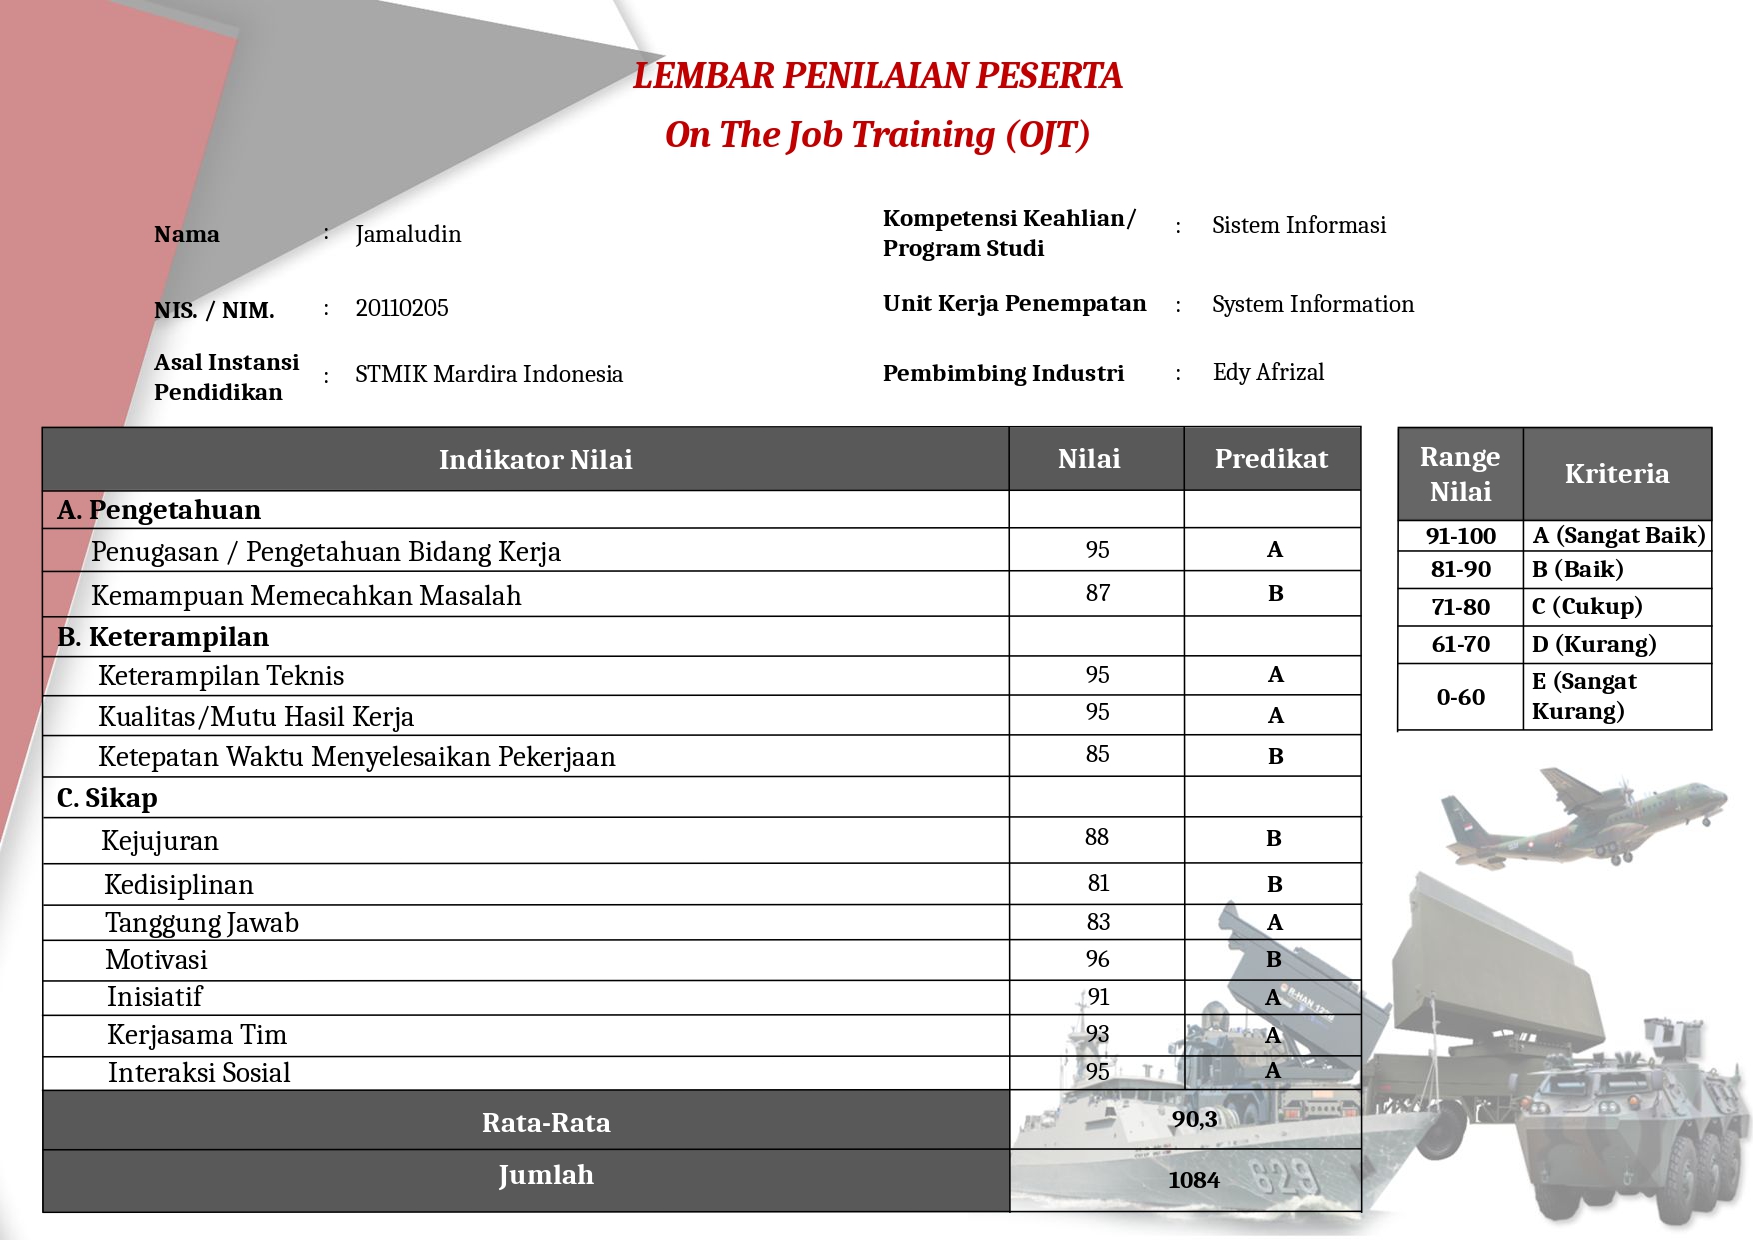 LEMBAR PENILAIAN PESERTA
On The Job Training (OJT)
Nama : Jamaludin
NIS. / NIM. : 20110205
Asal Instansi
Pendidikan : STMIK Mardira Indonesia
Kompetensi Keahlian/
Program Studi : Sistem Informasi
Unit Kerja Penempatan : System Information
Pembimbing Industri : Edy Afrizal
Indikator Nilai Nilai Predikat
A. Pengetahuan
Penugasan / Pengetahuan Bidang Kerja 95 A
Kemampuan Memecahkan Masalah 87 B
B. Keterampilan
Keterampilan Teknis 95 A
Kualitas/Mutu Hasil Kerja 95 A
Ketepatan Waktu Menyelesaikan Pekerjaan 85 B
C. Sikap
Kejujuran 88 B
Kedisiplinan 81 B
Tanggung Jawab 83 A
Motivasi 96 B
Inisiatif 91 A
Kerjasama Tim 93 A
Interaksi Sosial 95 A
Rata-Rata 90,3
Jumlah 1084
Range
Nilai
Kriteria
91-100 A (Sangat Baik)
81-90 B (Baik)
71-80 C (Cukup)
61-70 D (Kurang)
0-60 E (Sangat
Kurang)
629